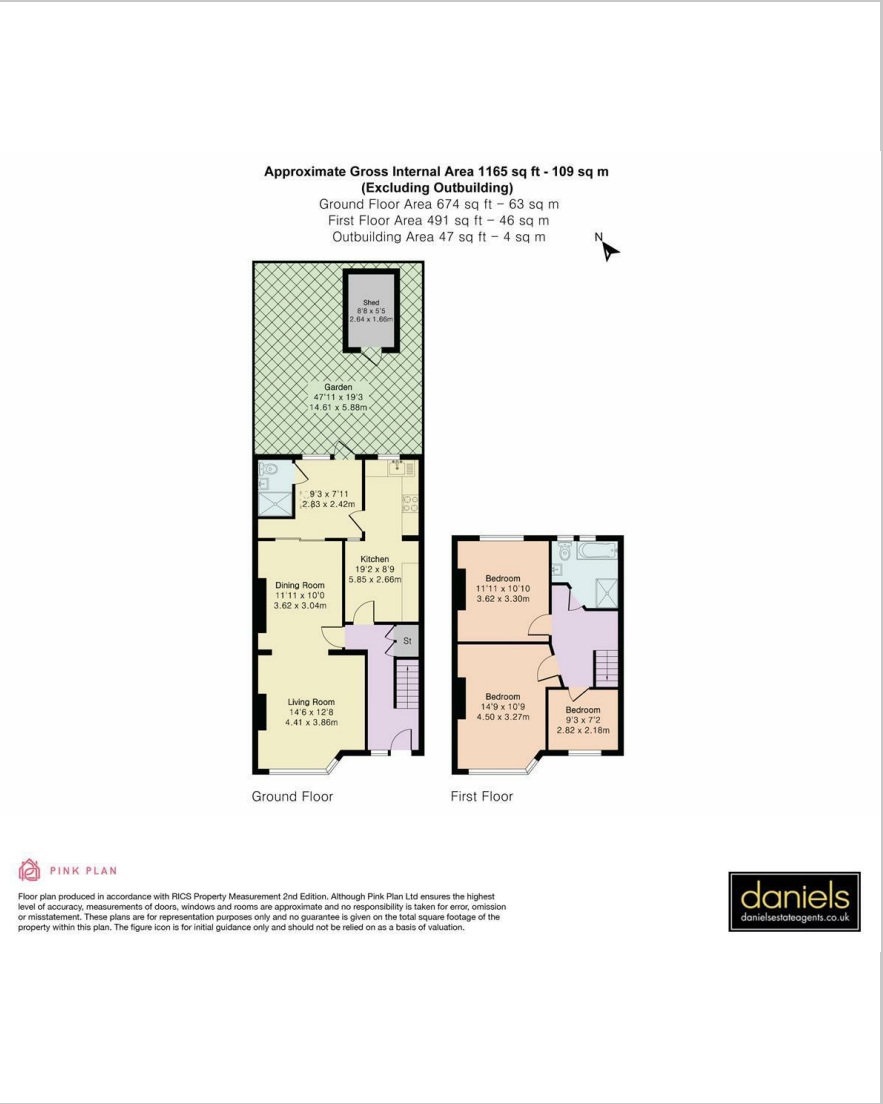 Approximate Gross Internal Area 1165 sq ft - 109 sq m
(Excluding Outbuilding)
Ground Floor Area 674 sq ft – 63 sq m
First Floor Area 491 sq ft – 46 sq m
Outbuilding Area 47 sq ft – 4 sq m
N
Shed
8'8 x 5'5
2.64 x 1.66m
Garden
47'11 x 19'3
14.61 x 5.88m
9'3 x 7'11
2.83 x 2.42m
Kitchen
19'2 x 8'9
5.85 x 2.66m
Dining Room
11'11 x 10'0
3.62 x 3.04m
St
Living Room
14'6 x 12'8
4.41 x 3.86m
Ground Floor
Bedroom
11'11 x 10'10
3.62 x 3.30m
Bedroom
14'9 x 10'9
4.50 x 3.27m
Bedroom
9'3 x 7'2
2.82 x 2.18m
First Floor
PINK PLAN
Floor plan produced in accordance with RICS Property Measurement 2nd Edition. Although Pink Plan Ltd ensures the highest
level of accuracy, measurements of doors, windows and rooms are approximate and no responsibility is taken for error, omission
or misstatement. These plans are for representation purposes only and no guarantee is given on the total square footage of the
property within this plan. The figure icon is for initial guidance only and should not be relied on as a basis of valuation.
daniels
danielsestateagents.co.uk